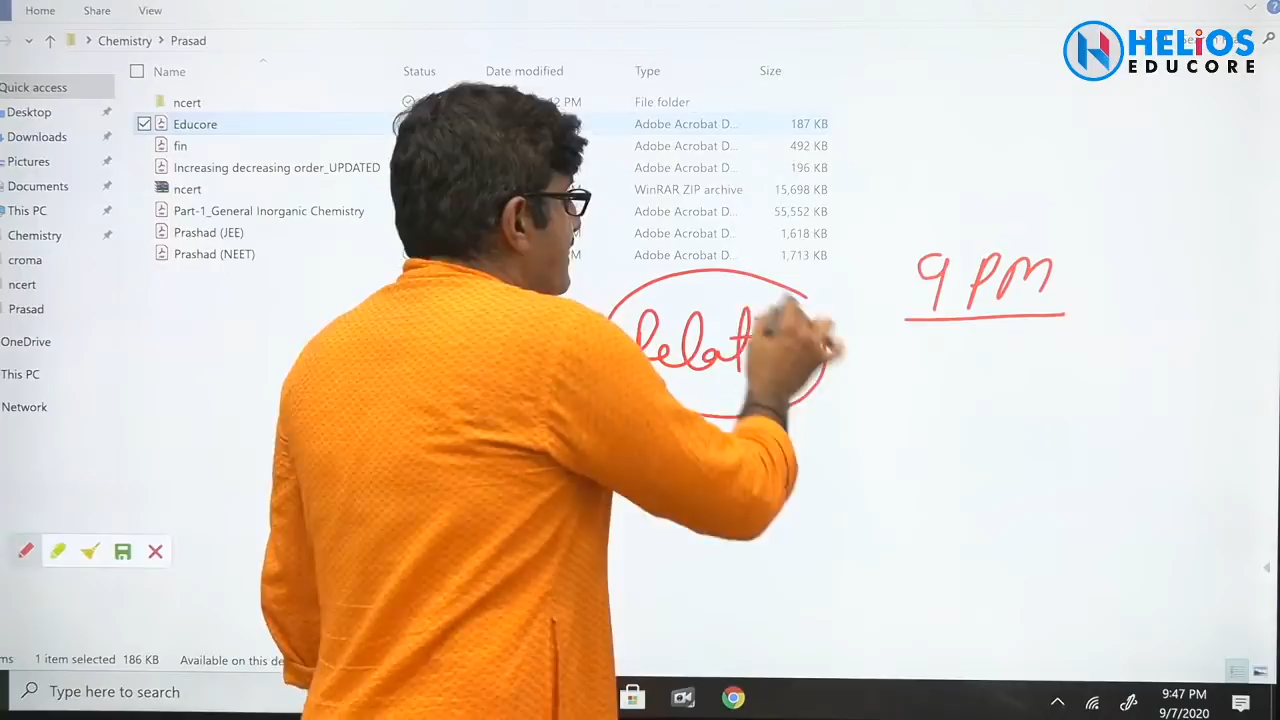 Home Share View
HELiOS
EDUCORE
Chemistry > Prasad
Name Status Date modified Type Size
Quick access
Desktop
Downloads
Pictures
Documents
This PC
Chemistry
croma
ncert
Prasad
OneDrive
This PC
Network
ncert PM File folder
Educore Adobe Acrobat D... 187 KB
fin Adobe Acrobat D... 492 KB
Increasing decreasing order_UPDATED Adobe Acrobat D... 196 KB
ncert WinRAR ZIP archive 15,698 KB
Part-1_General Inorganic Chemistry Adobe Acrobat D... 55,552 KB
Prashad (JEE) Adobe Acrobat D... 1,618 KB
Prashad (NEET) Adobe Acrobat D... 1,713 KB
9 PM
1 item selected 186 KB Available on this de
Type here to search
9:47 PM
9/7/2020